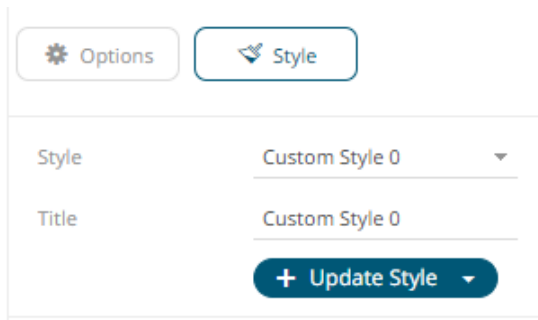 Options Style
Style Custom Style 0
Title Custom Style 0
+ Update Style